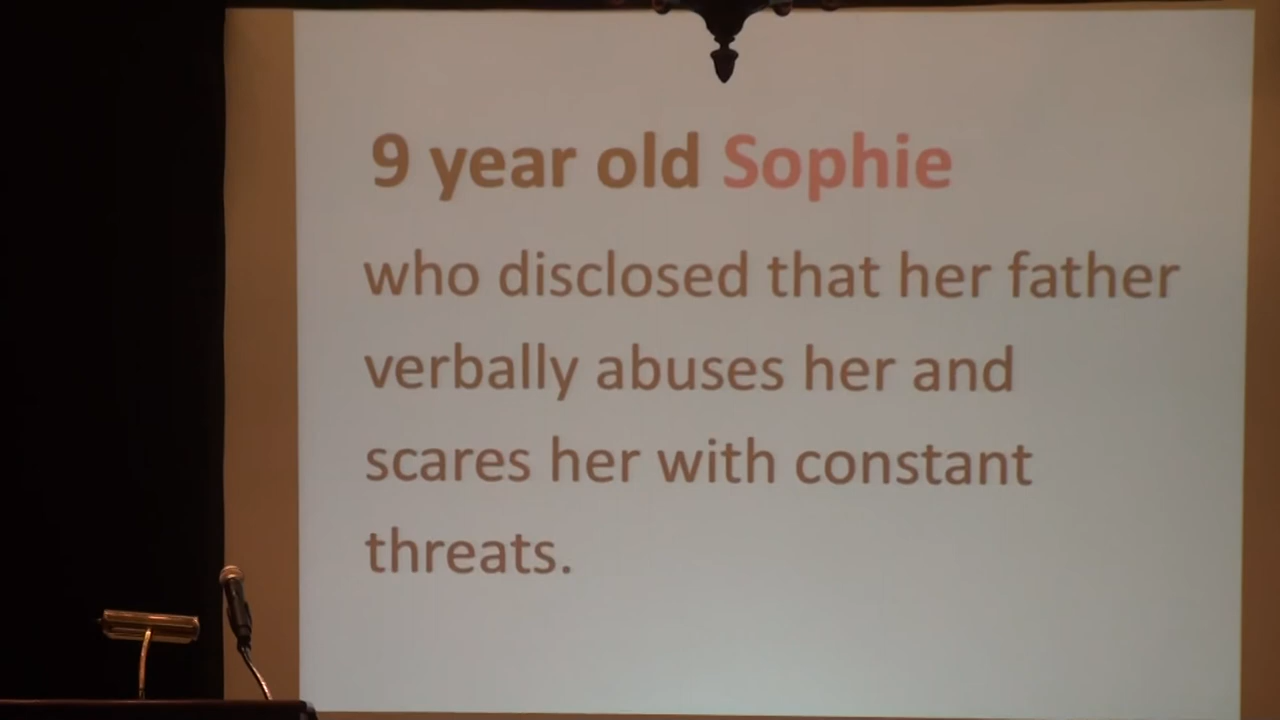 9 year old Sophie
who disclosed that her father
verbally abuses her and
scares her with constant
threats.